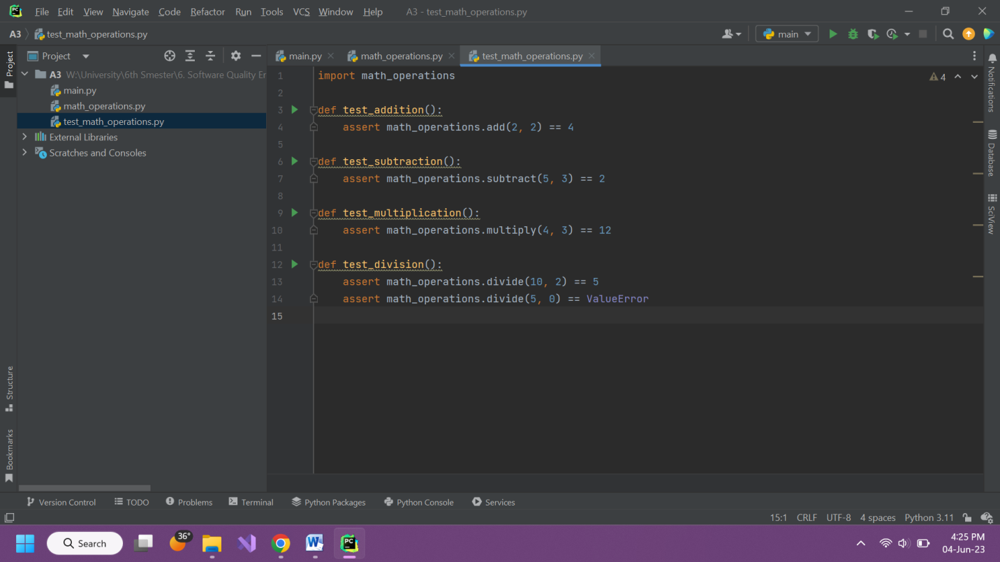 File Edit View Navigate Code Refactor Run Tools VCS Window Help A3 - test_math_operations.py
A3 test_math_operations.py main
Project main.py math_operations.py test_math_operations.py
A3 W:\University\6th Smester\6. Software Quality Er
main.py
math_operations.py
test_math_operations.py
External Libraries
Scratches and Consoles
1 import math_operations
2
3 def test_addition():
4 assert math_operations.add(2, 2) == 4
5
6 def test_subtraction():
7 assert math_operations.subtract(5, 3) == 2
8
9 def test_multiplication():
10 assert math_operations.multiply(4, 3) == 12
11
12 def test_division():
13 assert math_operations.divide(10, 2) == 5
14 assert math_operations.divide(5, 0) == ValueError
15
4
Project
Structure
Bookmarks
Notifications
Database
SciView
Version Control TODO Problems Terminal Python Packages Python Console Services
15:1 CRLF UTF-8 4 spaces Python 3.11
PC
Search 36° W PC 4:25 PM
04-Jun-23